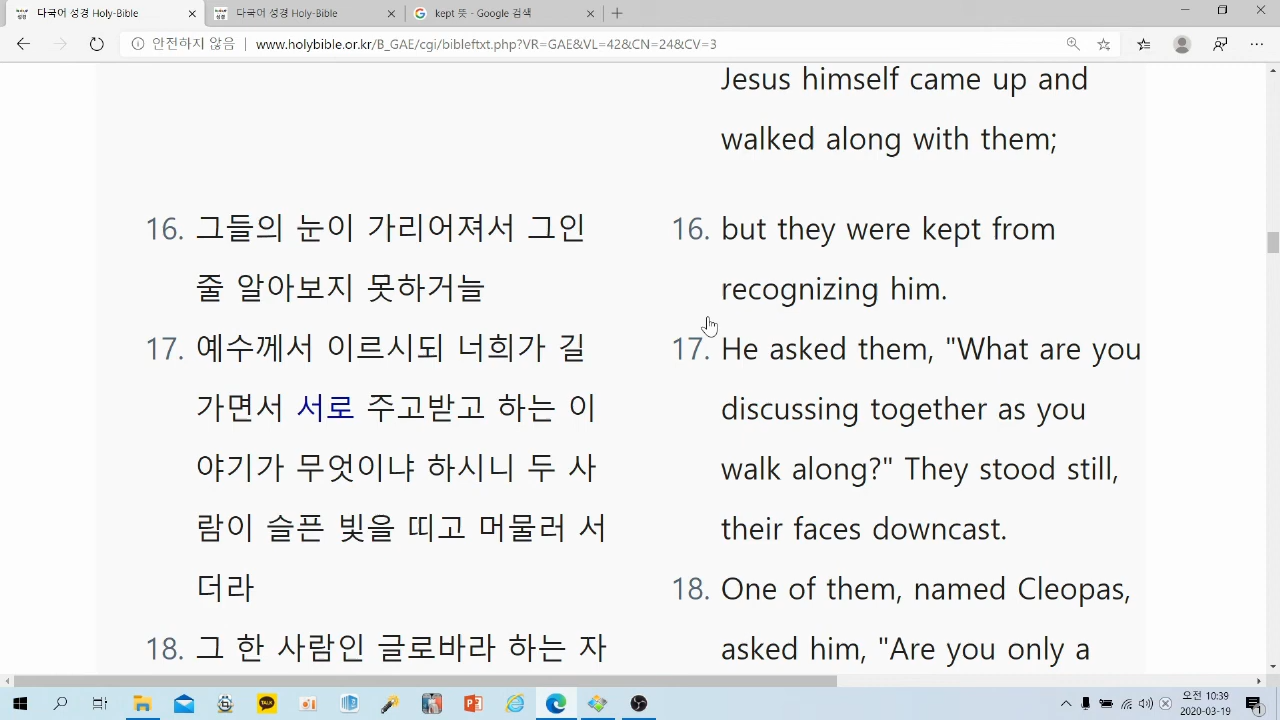 다국어 성경 Holy-Bible
다국어 성경 Holy-Bible
kept 뜻 - Google 검색
안전하지 않음
www.holybible.or.kr/B_GAE/cgi/bibleftxt.php?VR=GAE&VL=42&CN=24&CV=3
Jesus himself came up and
walked along with them;
16. 그들의 눈이 가리어져서 그인
줄 알아보지 못하거늘
17. 예수께서 이르시되 너희가 길
가면서 서로 주고받고 하는 이
야기가 무엇이냐 하시니 두 사
람이 슬픈 빛을 띠고 머물러 서
더라
18. 그 한 사람인 글로바라 하는 자
16. but they were kept from
recognizing him.
17. He asked them, "What are you
discussing together as you
walk along?" They stood still,
their faces downcast.
18. One of them, named Cleopas,
asked him, "Are you only a
TALK
오전 10:39
2020-03-19
1